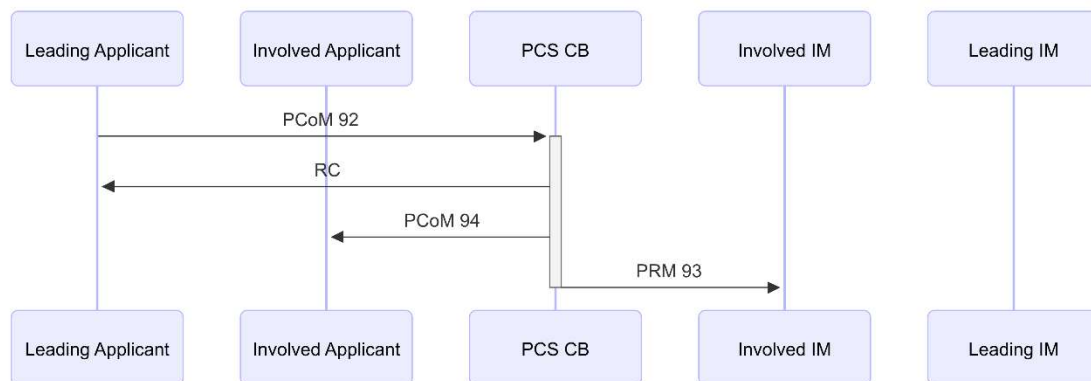 Leading Applicant
Involved Applicant
PCS CB
Involved IM
Leading IM
PCoM 92
RC
PCoM 94
PRM 93
Leading Applicant
Involved Applicant
PCS CB
Involved IM
Leading IM